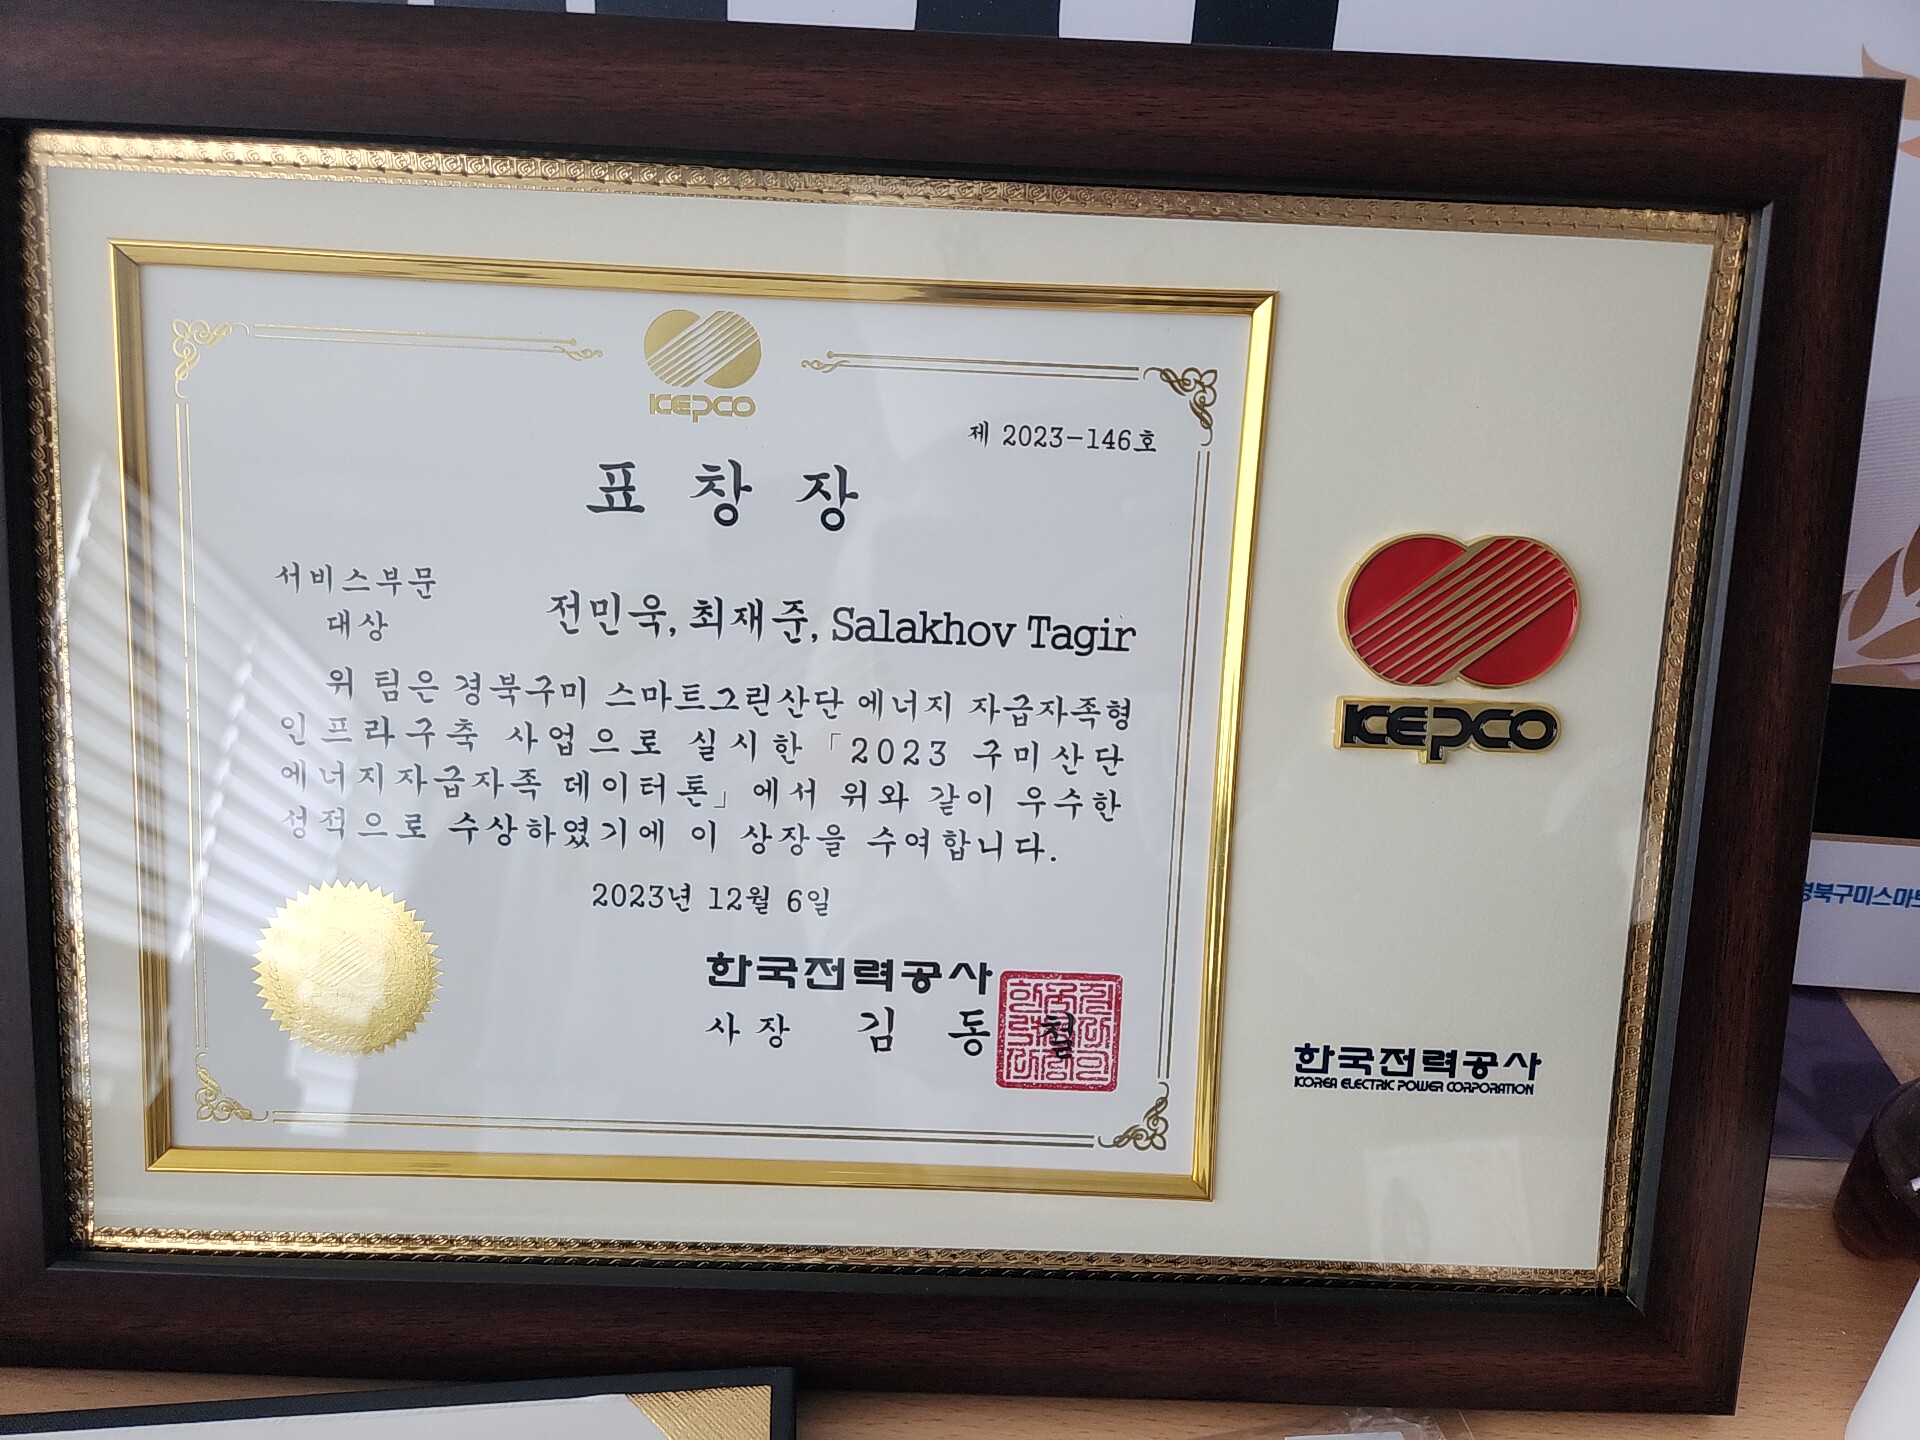 KEPCO
제 2023-146호
표 창 장
서비스부문
대상
전민욱, 최재준, Salakhov Tagir
위 팀은 경북구미 스마트그린산단 에너지 자급자족형
인프라구축 사업으로 실시한 「2023 구미산단
에너지자급자족 데이터톤」에서 위와 같이 우수한
성적으로 수상하였기에 이 상장을 수여합니다.
2023년 12월 6일
한국전력공사
사장 김 동 철
KEPCO
한국전력공사
KOREA ELECTRIC POWER CORPORATION
경북구미스마트